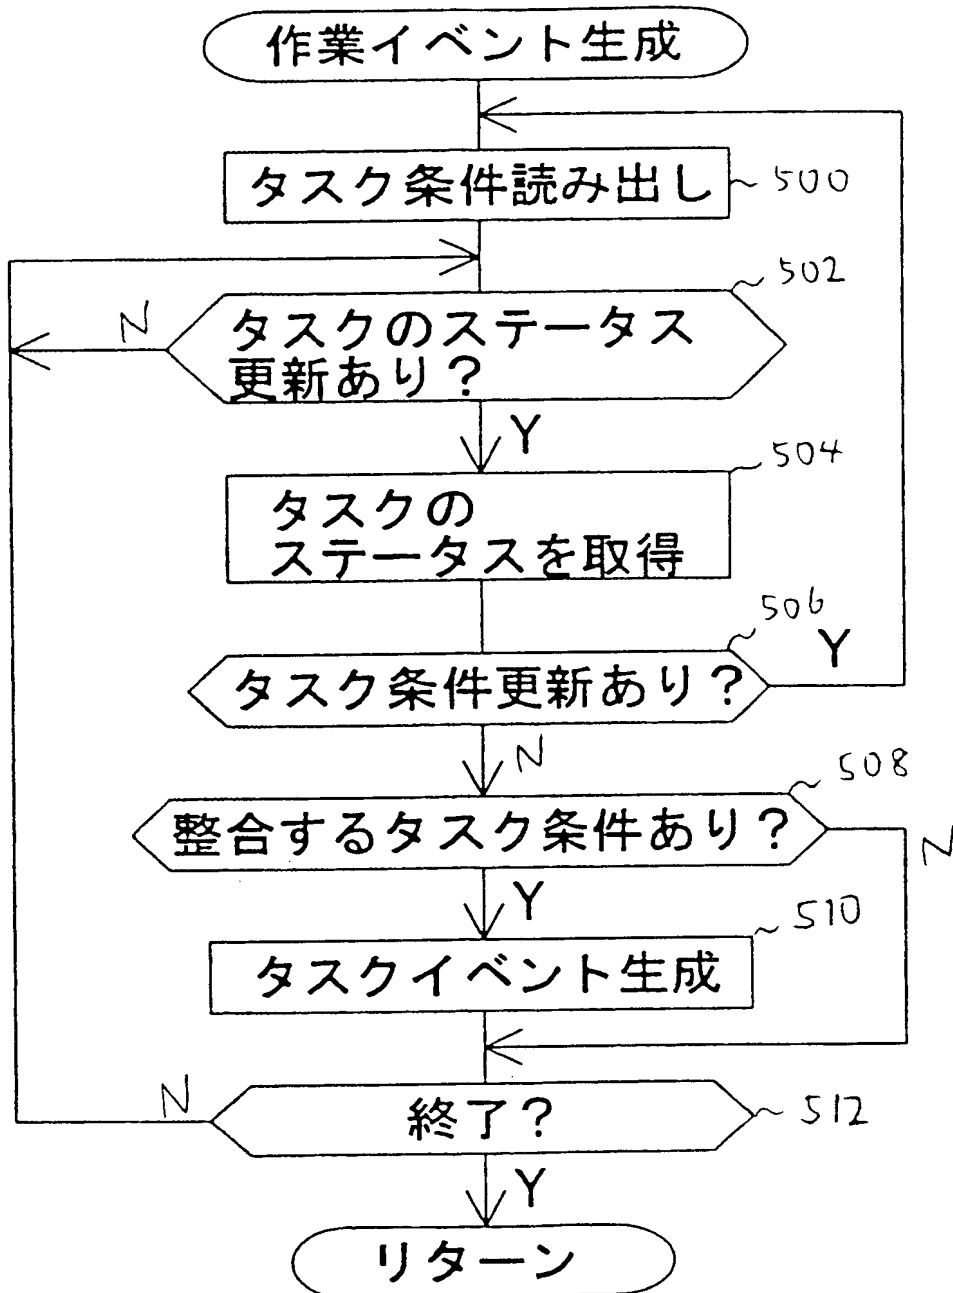 作業イベント生成
タスク条件読み出し
500
502
N
タスクのステータス
更新あり?
Y
504
タスクの
ステータスを取得
506
Y
タスク条件更新あり?
N
508
整合するタスク条件あり?
N
Y
510
タスクイベント生成
N
終了?
512
Y
リターン